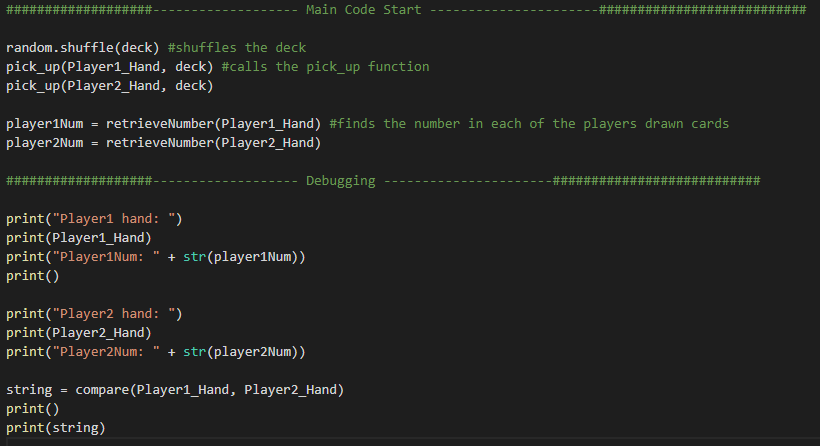 ###################------------------- Main Code Start ----------------------###########################
random.shuffle(deck) #shuffles the deck
pick_up(Player1_Hand, deck) #calls the pick_up function
pick_up(Player2_Hand, deck)
player1Num = retrieveNumber(Player1_Hand) #finds the number in each of the players drawn cards
player2Num = retrieveNumber(Player2_Hand)
###################------------------- Debugging ----------------------###########################
print("Player1 hand: ")
print(Player1_Hand)
print("Player1Num: " + str(player1Num))
print()
print("Player2 hand: ")
print(Player2_Hand)
print("Player2Num: " + str(player2Num))
string = compare(Player1_Hand, Player2_Hand)
print()
print(string)